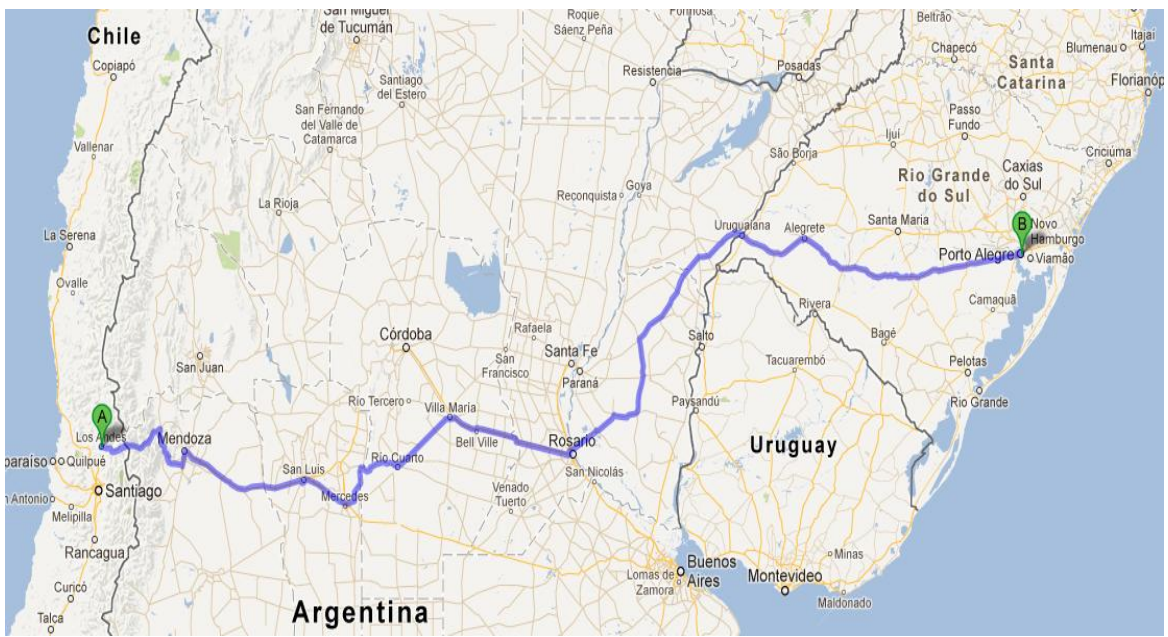 Chile
Copiapó
Vallenar
La Serena
Ovalle
A
Los Andes
paraíso
Quilpué
Santiago
n Antonio
Melipilla
Rancagua
Curicó
Talca
San Miguel
de Tucumán
Santiago
del Estero
San Fernando
del Valle de
Catamarca
La Rioja
San Juan
Mendoza
San Luis
Mercedes
Córdoba
Río Tercero
Río Cuarto
Villa María
Bell Ville
Rafaela
San
Francisco
Santa Fe
Paraná
Rosario
San Nicolás
Venado
Tuerto
Argentina
Roque
Sáenz Peña
Resistencia
Formosa
Posadas
Reconquista
Goya
São Borja
Uruguaiana
Alegrete
Santa Maria
Ijuí
Passo
Fundo
Rio Grande
do Sul
Caxias
do Sul
B
Novo
Hamburgo
Porto Alegre
Viamão
Camaquã
Beltrão
Chapecó
Santa
Catarina
Blumenau
Itajaí
Florianóp
Criciúma
Rivera
Bagé
Pelotas
Rio Grande
Salto
Tacuarembó
Paysandú
Uruguay
Buenos
Aires
Lomas de
Zamora
Montevideo
Minas
Maldonado